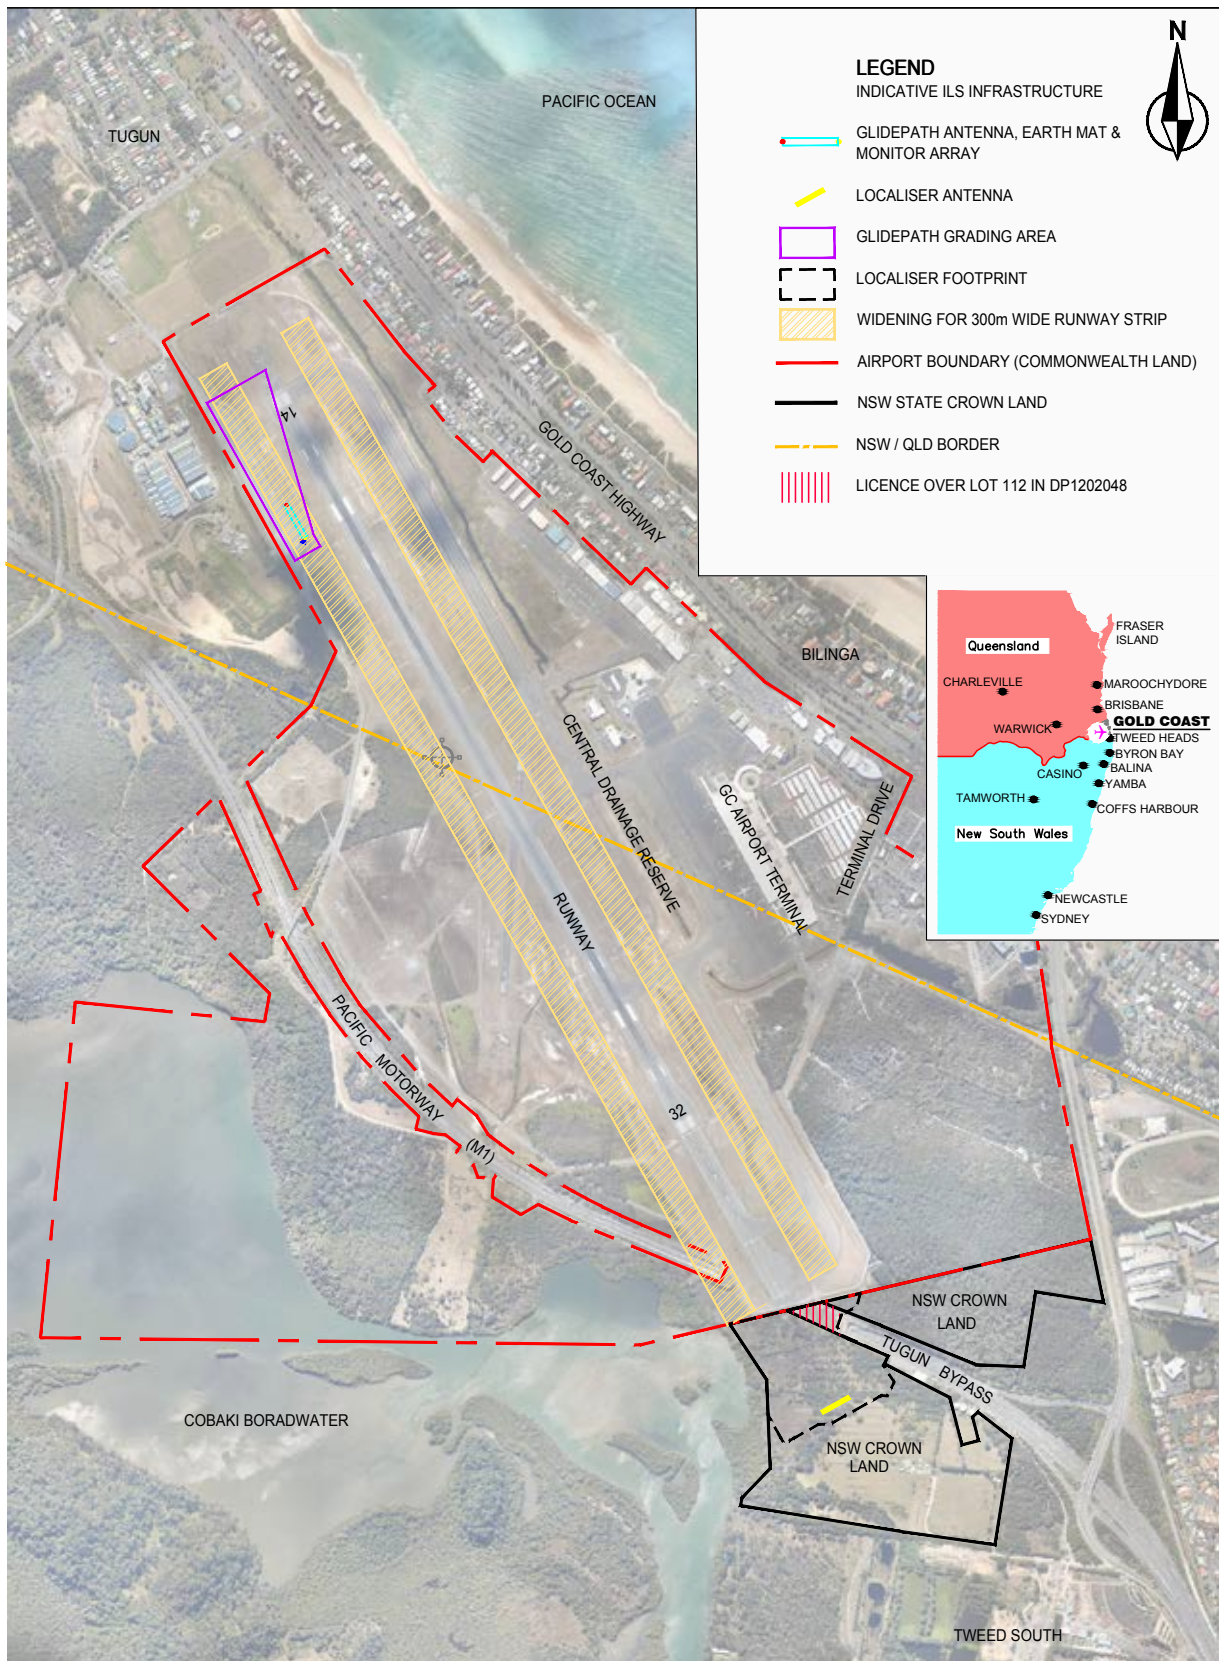 N
LEGEND
INDICATIVE ILS INFRASTRUCTURE
GLIDEPATH ANTENNA, EARTH MAT &
MONITOR ARRAY
LOCALISER ANTENNA
GLIDEPATH GRADING AREA
LOCALISER FOOTPRINT
WIDENING FOR 300m WIDE RUNWAY STRIP
AIRPORT BOUNDARY (COMMONWEALTH LAND)
NSW STATE CROWN LAND
NSW / QLD BORDER
LICENCE OVER LOT 112 IN DP1202048
PACIFIC OCEAN
TUGUN
14
GOLD COAST HIGHWAY
BILINGA
CENTRAL DRAINAGE RESERVE
GC AIRPORT TERMINAL
TERMINAL DRIVE
RUNWAY
PACIFIC MOTORWAY
(M1)
32
NSW CROWN
LAND
TUGUN BYPASS
NSW CROWN
LAND
COBAKI BORADWATER
TWEED SOUTH
FRASER
ISLAND
Queensland
CHARLEVILLE
MAROOCHYDORE
BRISBANE
WARWICK
GOLD COAST
TWEED HEADS
BYRON BAY
CASINO
BALINA
YAMBA
TAMWORTH
COFFS HARBOUR
New South Wales
NEWCASTLE
SYDNEY